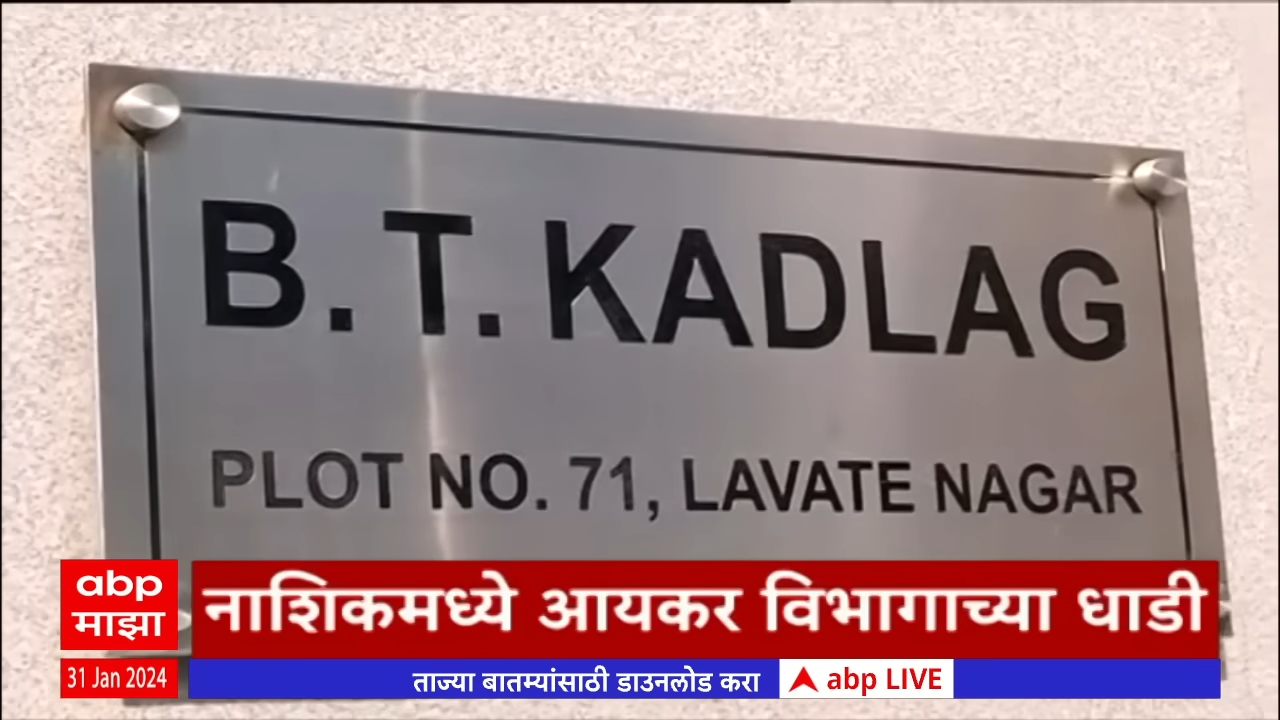 B. T. KADLAG
PLOT NO. 71, LAVATE NAGAR
abp
माझा
नाशिकमध्ये आयकर विभागाच्या धाडी
31 Jan 2024
ताज्या बातम्यांसाठी डाउनलोड करा
abp LIVE